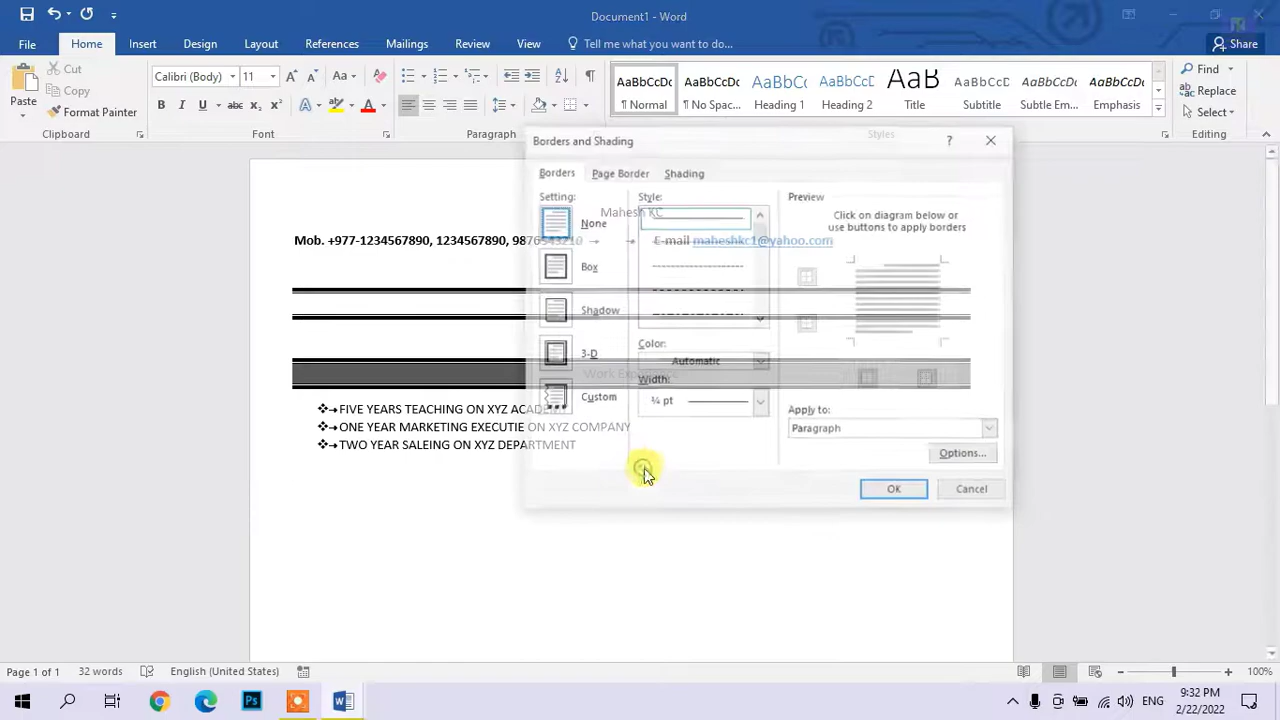 Document1 - Word
File Home Insert Design Layout References Mailings Review View Tell me what you want to do... Share
Paste Cut Copy Format Painter
Calibri (Body) 11
AaBbCcDc AaBbCcDc AaBbCc AaBbCcC AaB AaBbCcD AaBbCcDc AaBbCcDc
¶ Normal ¶ No Spac... Heading 1 Heading 2 Title Subtitle Subtle Em... Emphasis
Find Replace Select
Clipboard Font Paragraph Styles Editing
Borders and Shading
Borders Page Border Shading
Setting: Style: Preview
None Box Shadow 3-D Custom
Click on diagram below or
use buttons to apply borders
Color:
Automatic
Width:
¼ pt
Apply to:
Paragraph
Options...
OK Cancel
Mahesh KC
Mob. +977-1234567890, 1234567890, 9876543210 E-mail maheshkc1@yahoo.com
FIVE YEARS TEACHING ON XYZ ACADEMY
ONE YEAR MARKETING EXECUTIE ON XYZ COMPANY
TWO YEAR SALEING ON XYZ DEPARTMENT
Page 1 of 1 32 words English (United States) 100%
Ps ENG 9:32 PM
2/22/2022